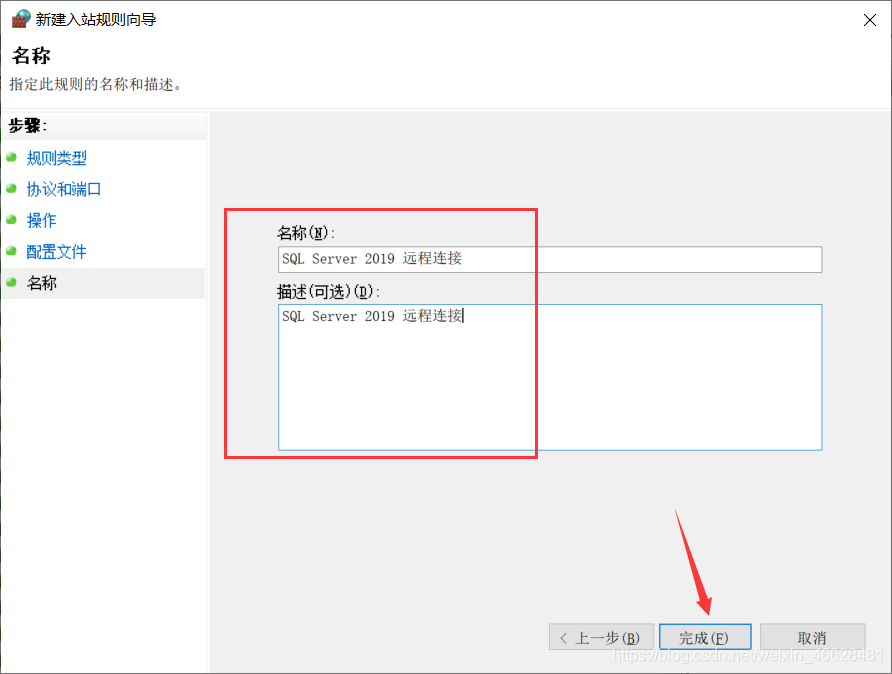 新建入站规则向导
名称
指定此规则的名称和描述。
步骤:
规则类型
协议和端口
操作
配置文件
名称
名称(N):
SQL Server 2019 远程连接
描述(可选)(D):
SQL Server 2019 远程连接
< 上一步(B)
完成(F)
取消
https://blog.csdn.net/weixin_46628481